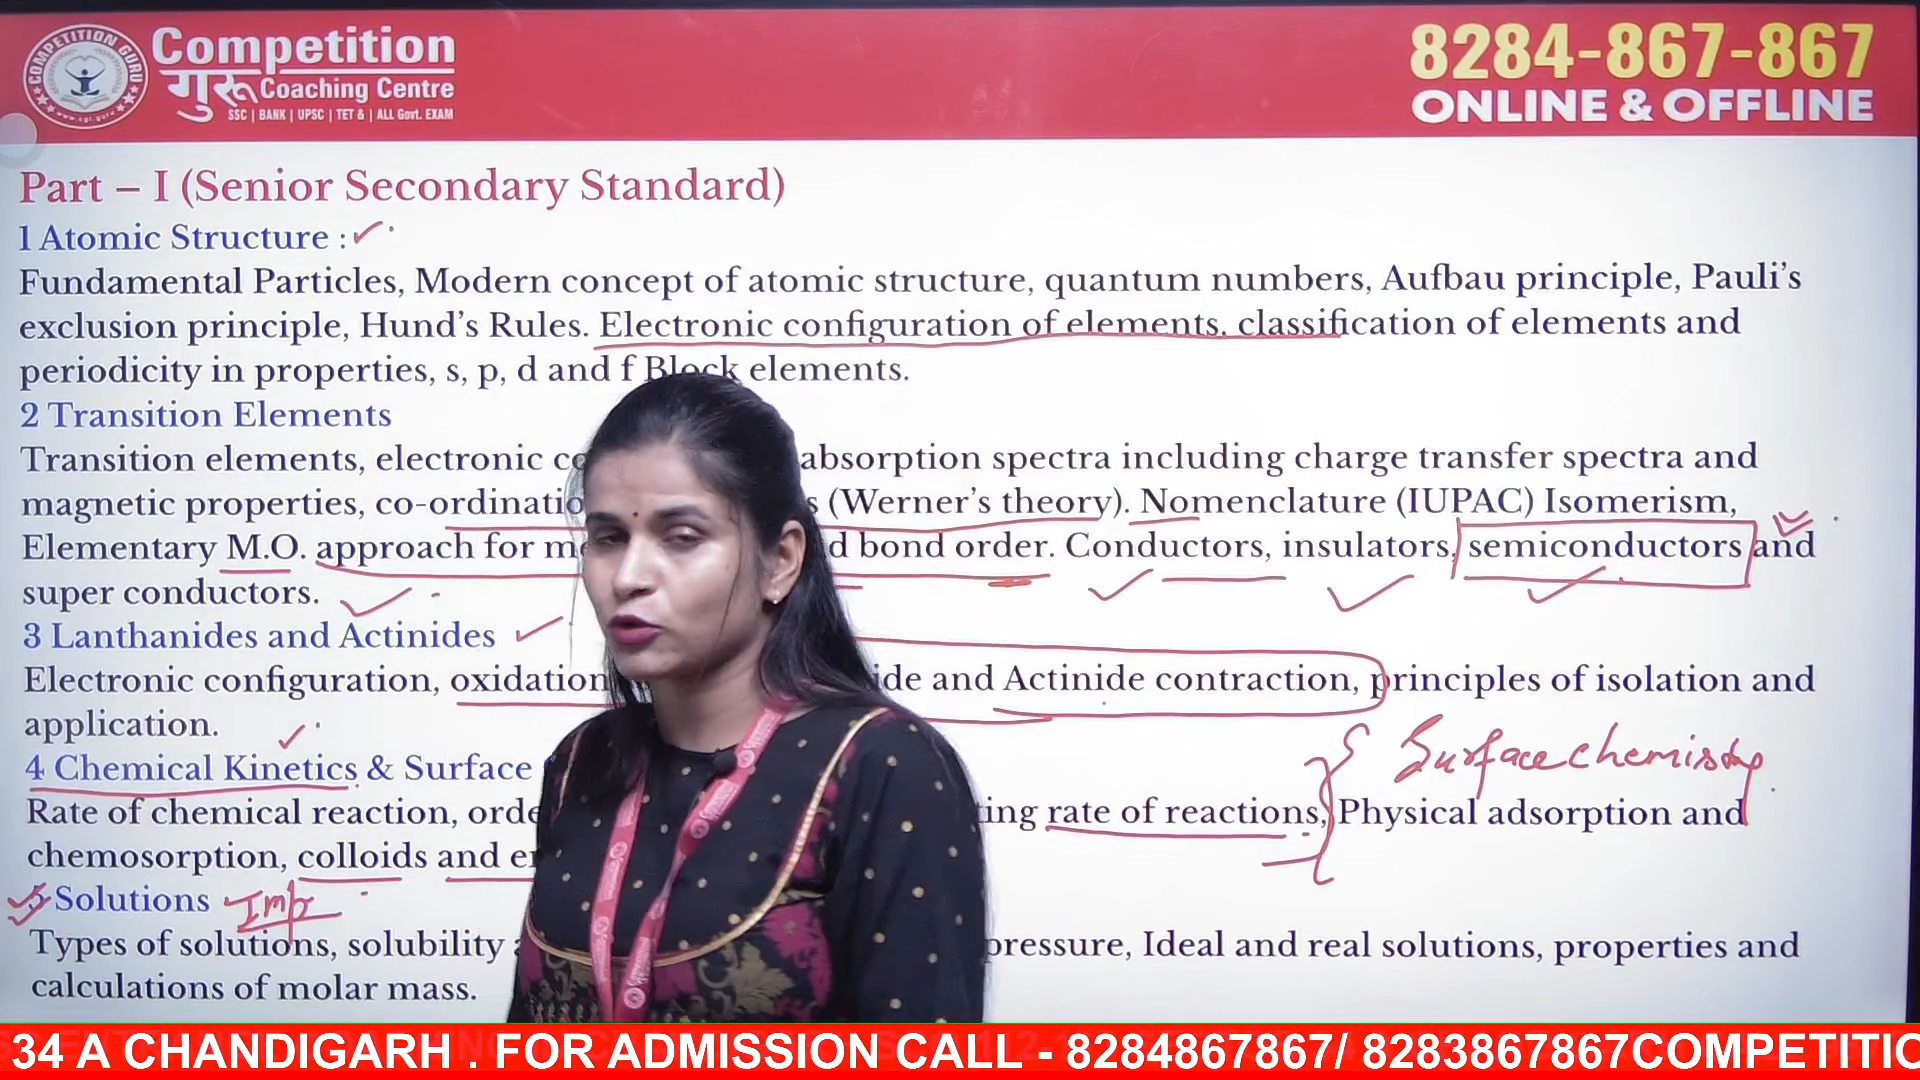 COMPETITION GURU
Competition
गुरू Coaching Centre
SSC | BANK | UPSC | TET & | ALL Govt. EXAM
8284-867-867
ONLINE & OFFLINE
Part – I (Senior Secondary Standard)
1 Atomic Structure :
Fundamental Particles, Modern concept of atomic structure, quantum numbers, Aufbau principle, Pauli’s
exclusion principle, Hund’s Rules. Electronic configuration of elements, classification of elements and
periodicity in properties, s, p, d and f Block elements.
2 Transition Elements
Transition elements, electronic absorption spectra including charge transfer spectra and
magnetic properties, (Werner’s theory). Nomenclature (IUPAC) Isomerism,
Elementary M.O. approach for bond order. Conductors, insulators, semiconductors and
super conductors.
3 Lanthanides and Actinides
Electronic configuration, oxidation and Actinide contraction, principles of isolation and
application.
Surface chemistry
4 Chemical Kinetics & Surface
Rate of chemical reaction, rate of reactions, Physical adsorption and
chemosorption, colloids and
5 Solutions Imp
Types of solutions, solubility pressure, Ideal and real solutions, properties and
calculations of molar mass.
34 A CHANDIGARH . FOR ADMISSION CALL - 8284867867/ 8283867867COMPETITIO